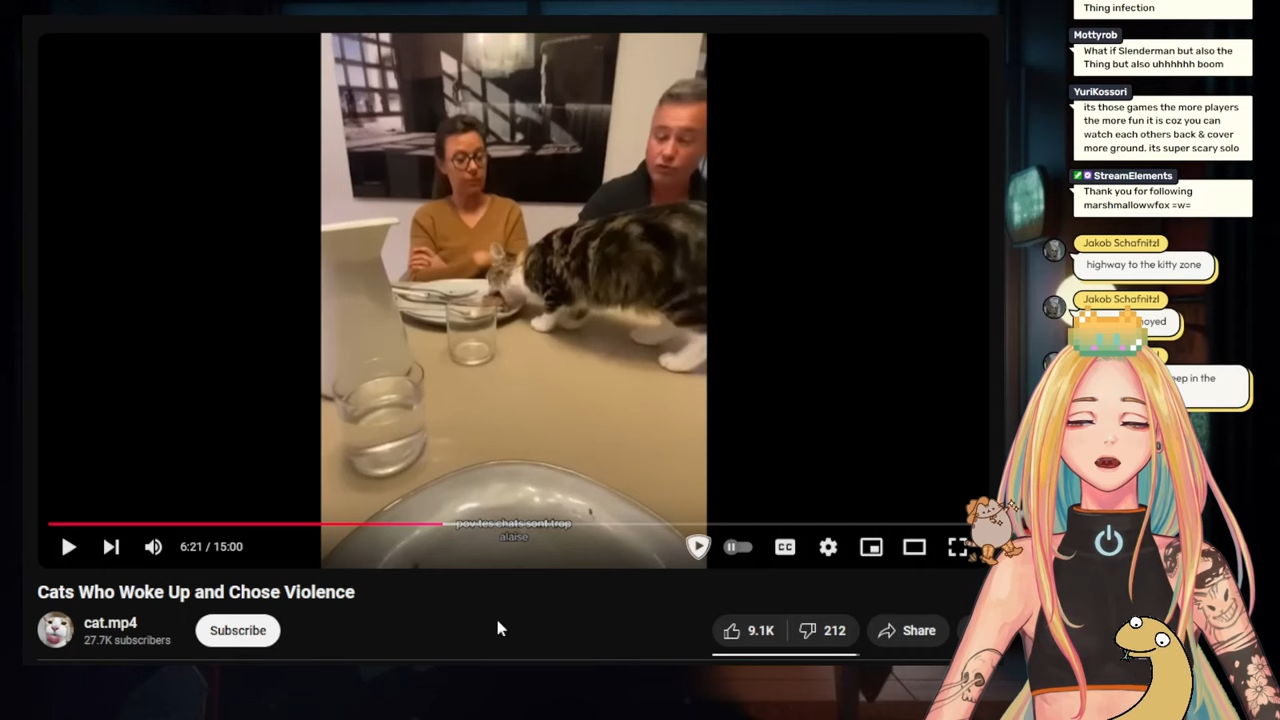 Thing infection
Mottyrob
What if Slenderman but also the
Thing but also uhhhhhh boom
YuriKossori
its those games the more players
the more fun it is coz you can
watch each others back & cover
more ground. its super scary solo
StreamElements
Thank you for following
marshmallowwfox =w=
Jakob Schafnitzl
highway to the kitty zone
Jakob Schafnitzl
pov tes chats sont trop
alaise
6:21 / 15:00
CC
Cats Who Woke Up and Chose Violence
cat.mp4
27.7K subscribers
Subscribe
9.1K
212
Share